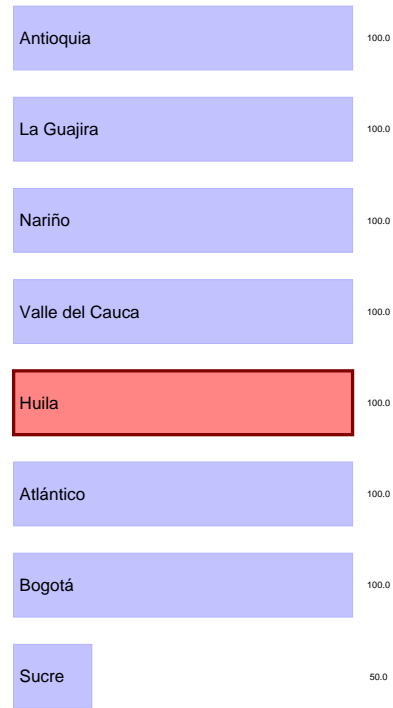 Antioquia 100.0
La Guajira 100.0
Nariño 100.0
Valle del Cauca 100.0
Huila 100.0
Atlántico 100.0
Bogotá 100.0
Sucre 50.0